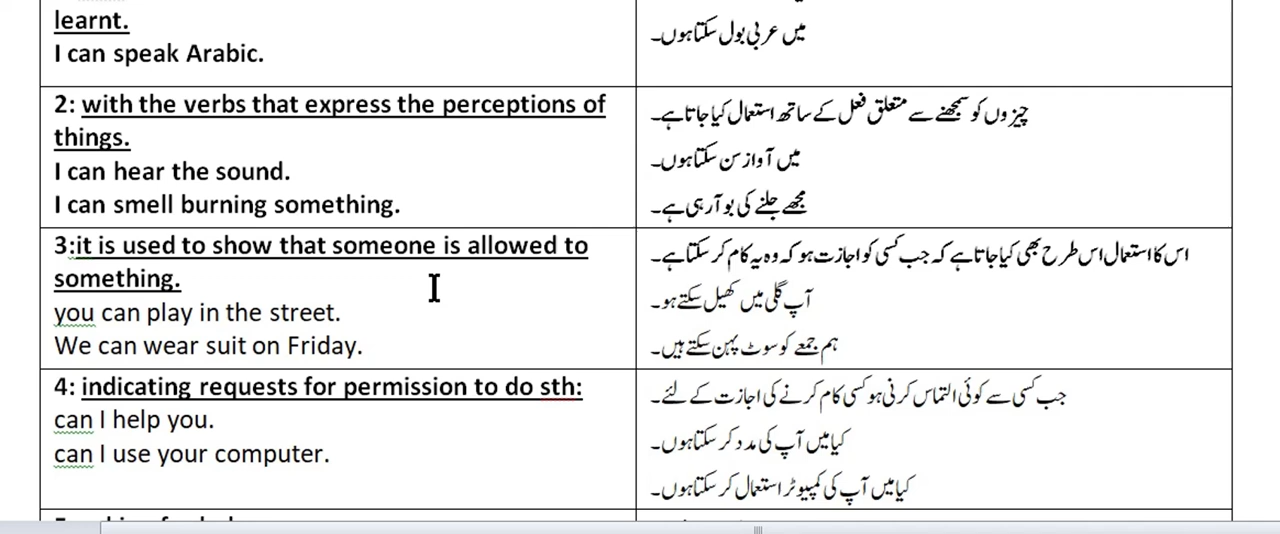 learnt.
I can speak Arabic.
میں عربی بول سکتا ہوں۔
2: with the verbs that express the perceptions of
things.
I can hear the sound.
I can smell burning something.
چیزوں کو سمجھنے سے متعلق فعل کے ساتھ استعمال کیا جاتا ہے۔
میں آواز سن سکتا ہوں۔
مجھے جلنے کی بو آرہی ہے۔
3:it is used to show that someone is allowed to
something.
you can play in the street.
We can wear suit on Friday.
اس کا استعمال اس طرح بھی کیا جاتا ہے کہ جب کسی کو اجازت ہو کہ وہ یہ کام کر سکتا ہے۔
آپ گلی میں کھیل سکتے ہو۔
ہم جمعے کو سوٹ پہن سکتے ہیں۔
4: indicating requests for permission to do sth:
can I help you.
can I use your computer.
جب کسی سے کوئی التماس کرنی ہو کسی کام کرنے کی اجازت کے لئے۔
کیا میں آپ کی مدد کر سکتا ہوں۔
کیا میں آپ کی کمپیوٹر استعمال کر سکتا ہوں۔